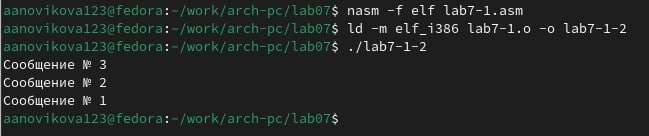 aanovikova123@fedora:~/work/arch-pc/lab07$ nasm -f elf lab7-1.asm
aanovikova123@fedora:~/work/arch-pc/lab07$ ld -m elf_i386 lab7-1.o -o lab7-1-2
aanovikova123@fedora:~/work/arch-pc/lab07$ ./lab7-1-2
Сообщение № 3
Сообщение № 2
Сообщение № 1
aanovikova123@fedora:~/work/arch-pc/lab07$